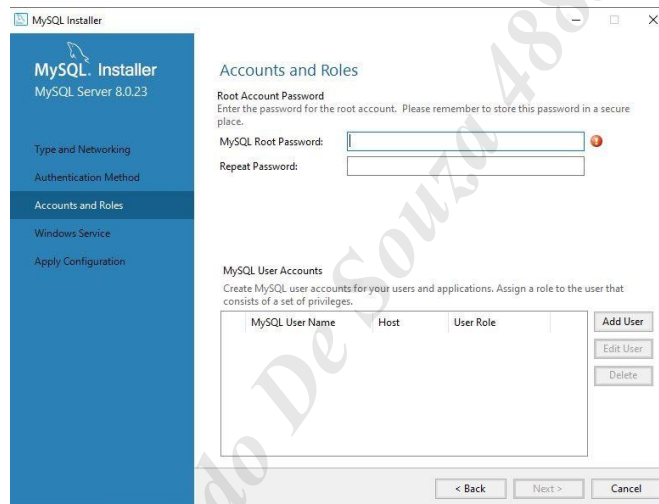 MySQL Installer
MySQL. Installer
MySQL Server 8.0.23
Type and Networking
Authentication Method
Accounts and Roles
Windows Service
Apply Configuration
Accounts and Roles
Root Account Password
Enter the password for the root account. Please remember to store this password in a secure
place.
MySQL Root Password:
Repeat Password:
MySQL User Accounts
Create MySQL user accounts for your users and applications. Assign a role to the user that
consists of a set of privileges.
MySQL User Name Host User Role
Add User
Edit User
Delete
< Back Next > Cancel
do De Souza 488